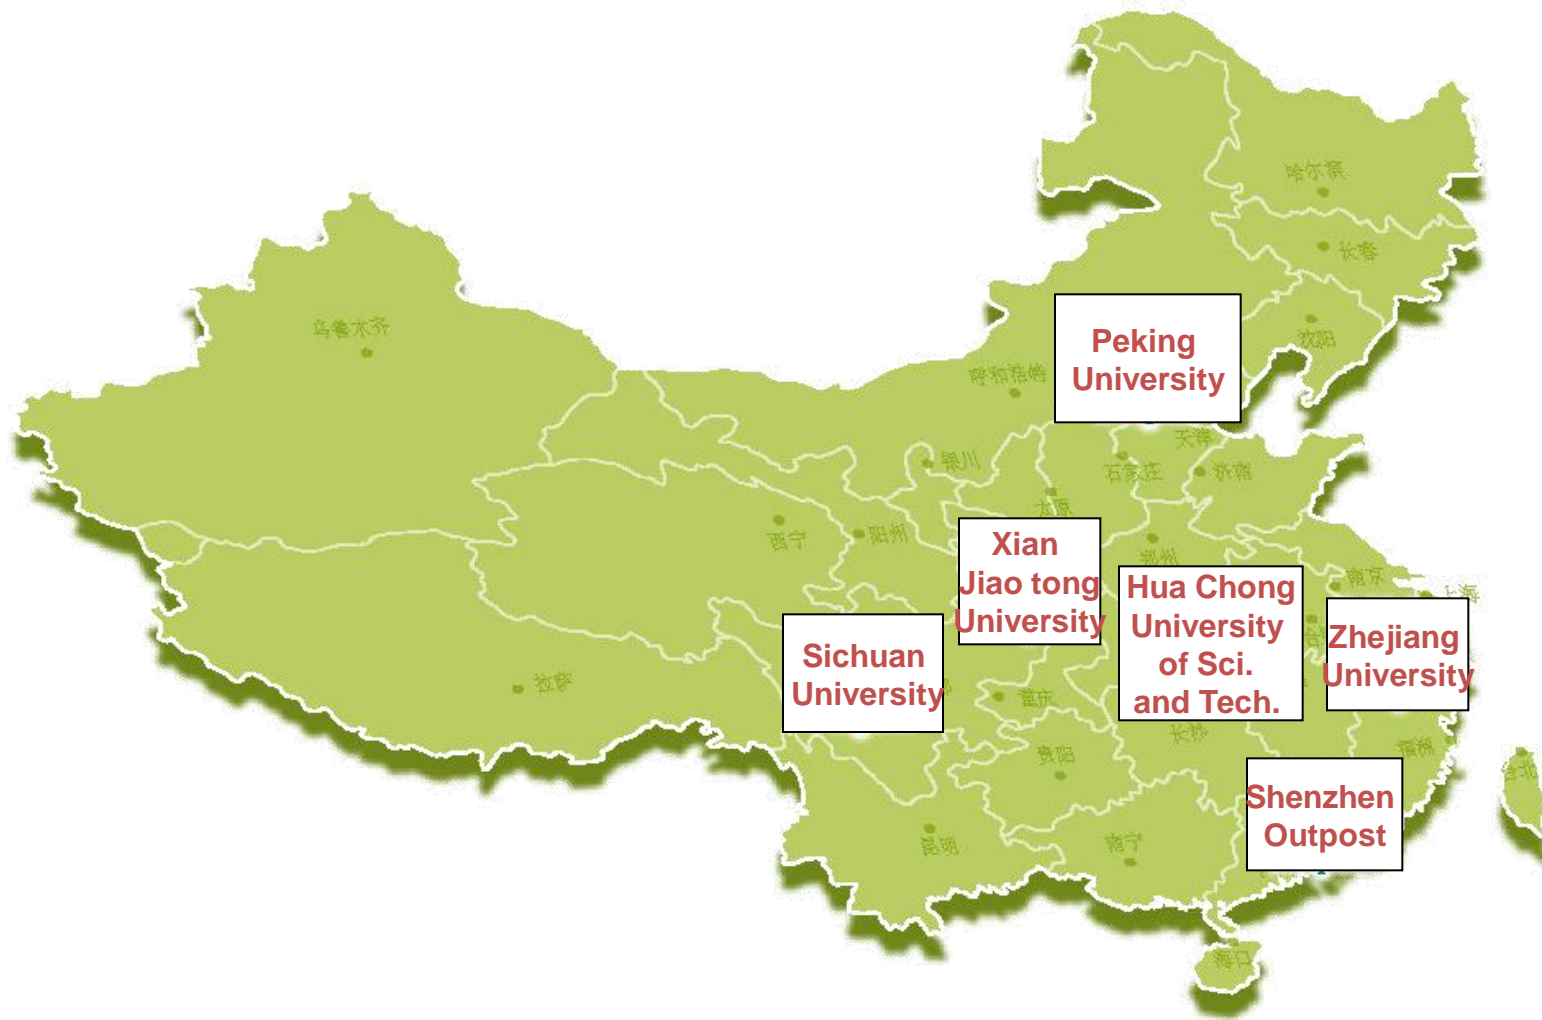 哈尔滨
长春
乌鲁木齐
沈阳
Peking
University
呼和浩特
天津
银川
石家庄
济南
太原
西宁
阳州
郑州
Xian
Jiao tong
University
Hua Chong
University
of Sci.
and Tech.
南京
上海
Zhejiang
University
Sichuan
University
拉萨
重庆
长沙
贵阳
福州
台北
Shenzhen
Outpost
昆明
南宁
海口